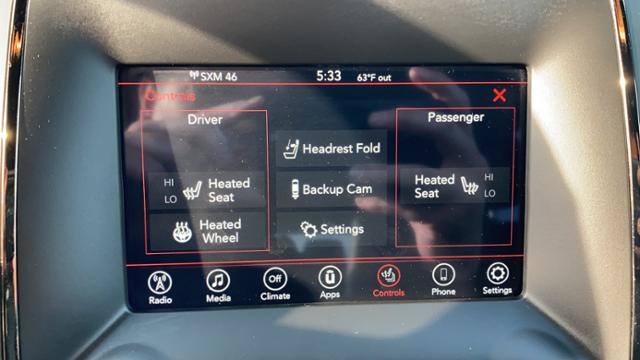 SXM 46 5:33 63°F out
Controls
Driver
Passenger
Headrest Fold
HI
LO
Heated
Seat
Backup Cam
Heated
Seat
HI
LO
Heated
Wheel
Settings
Radio
Media
Off
Climate
Apps
Controls
Phone
Settings